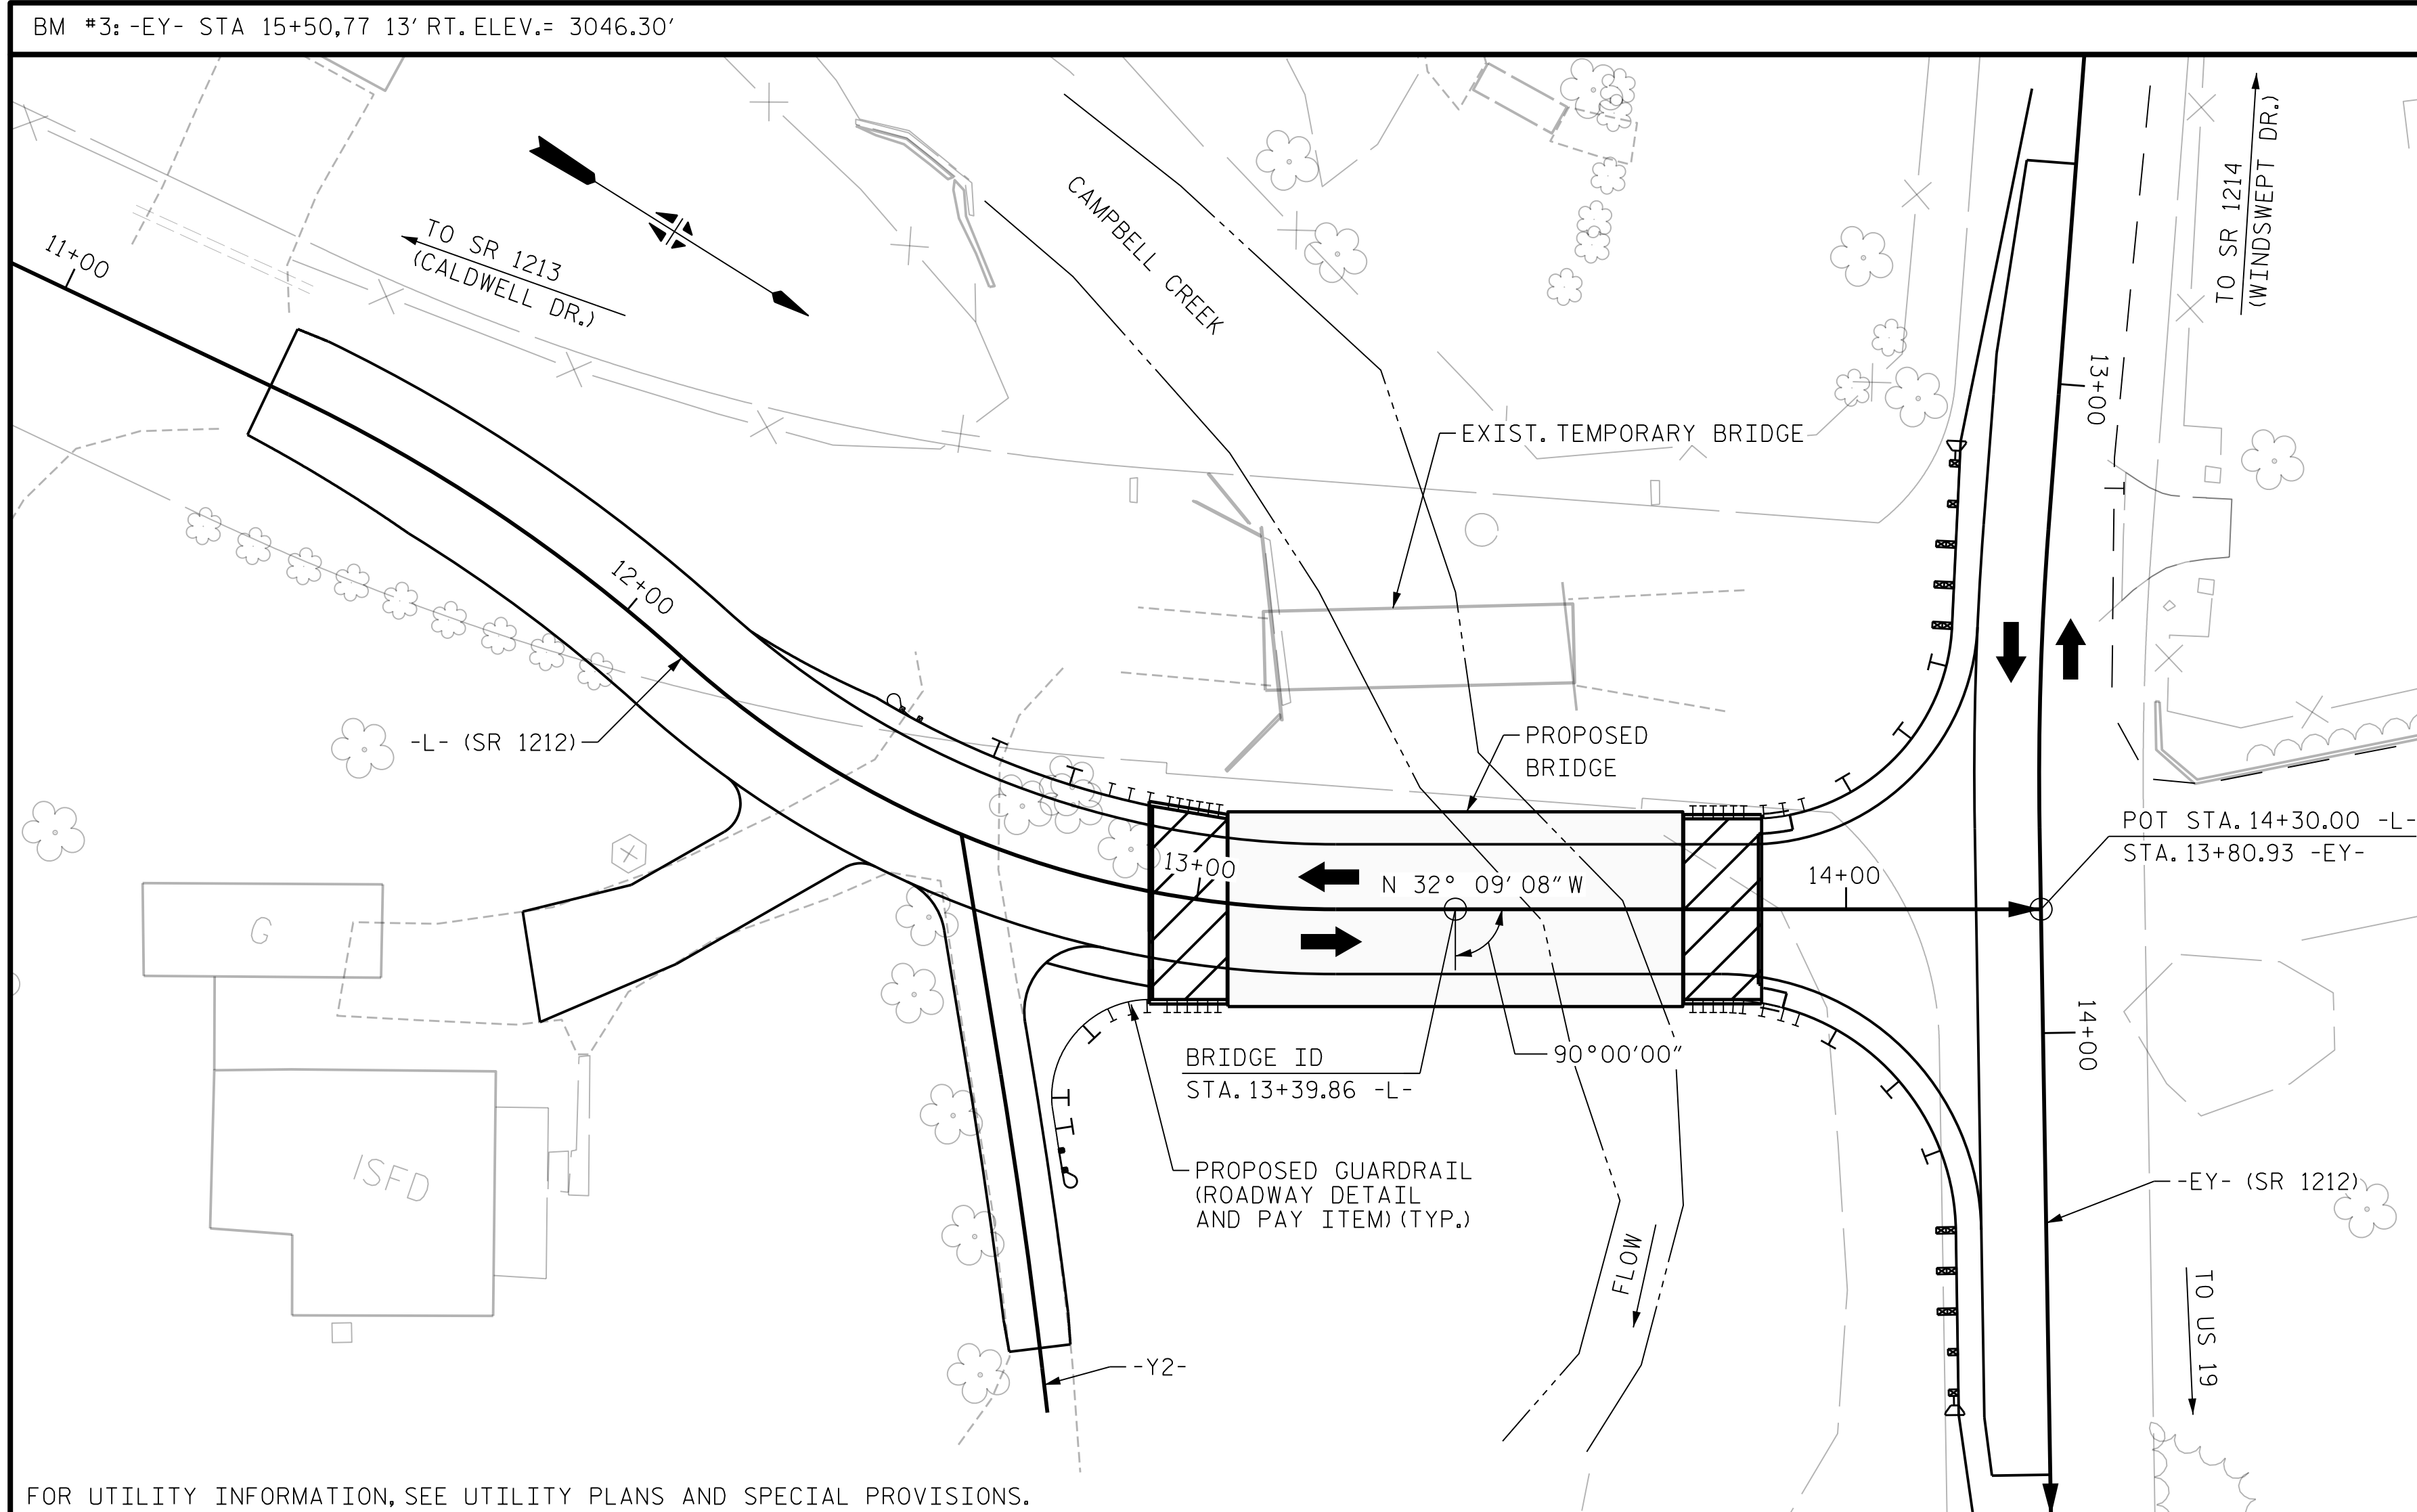 BM #3: -EY- STA 15+50,77 13' RT. ELEV.= 3046.30'
11+00
TO SR 1213
(CALDWELL DR.)
CAMPBELL CREEK
TO SR 1214
(WINDSWEPT DR.)
13+00
EXIST. TEMPORARY BRIDGE
12+00
-L- (SR 1212)
PROPOSED
BRIDGE
POT STA. 14+30.00 -L-
STA. 13+80.93 -EY-
13+00
N 32° 09' 08" W
14+00
G
14+00
BRIDGE ID
STA. 13+39.86 -L-
90°00'00"
ISFD
PROPOSED GUARDRAIL
(ROADWAY DETAIL
AND PAY ITEM) (TYP.)
-EY- (SR 1212)
FLOW
TO US 19
-Y2-
FOR UTILITY INFORMATION, SEE UTILITY PLANS AND SPECIAL PROVISIONS.